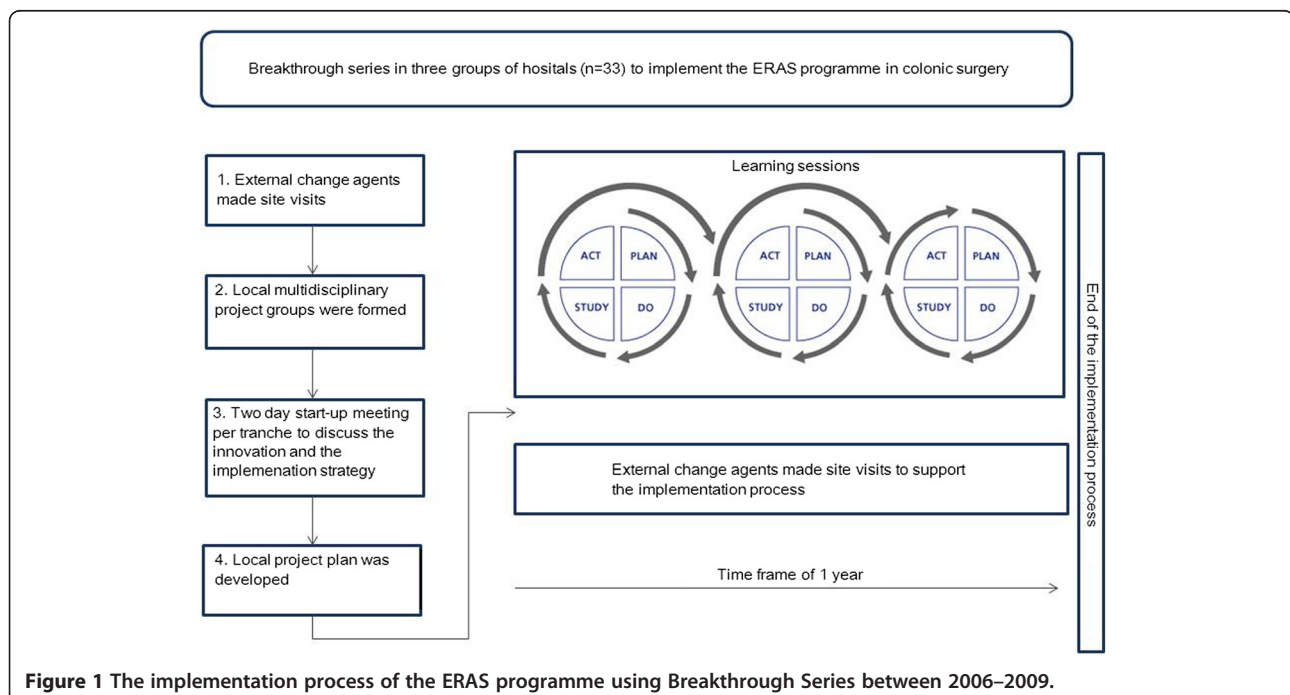 Breakthrough series in three groups of hositals (n=33) to implement the ERAS programme in colonic surgery
1. External change agents
made site visits
2. Local multidisciplinary
project groups were formed
3. Two day start-up meeting
per tranche to discuss the
innovation and the
implemenation strategy
4. Local project plan was
developed
Learning sessions
ACT PLAN
STUDY DO
ACT PLAN
STUDY DO
ACT PLAN
STUDY DO
External change agents made site visits to support
the implementation process
Time frame of 1 year
End of the implementation process
Figure 1 The implementation process of the ERAS programme using Breakthrough Series between 2006–2009.